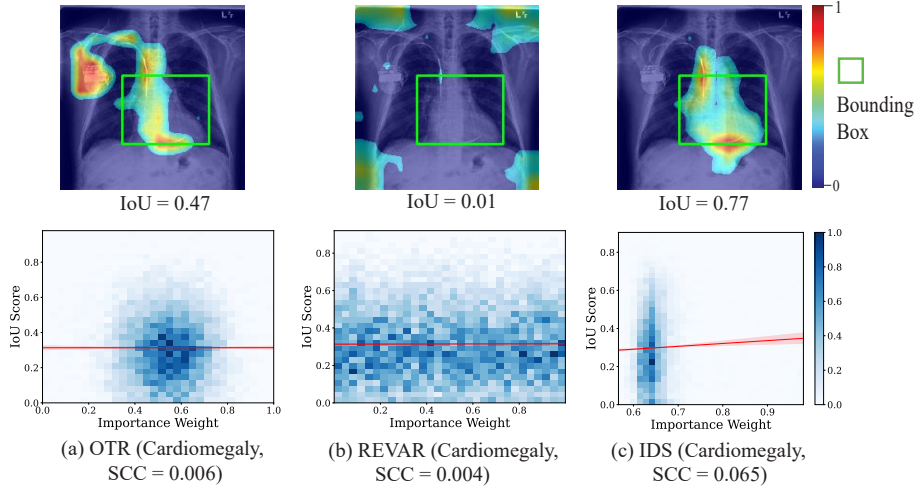 1
0
Bounding
Box
IoU = 0.47
IoU = 0.01
IoU = 0.77
IoU Score
0.8
0.6
0.4
0.2
0.0
0.0 0.2 0.4 0.6 0.8 1.0
Importance Weight
IoU Score
0.8
0.6
0.4
0.2
0.0
0.0 0.2 0.4 0.6 0.8
Importance Weight
IoU Score
0.8
0.6
0.4
0.2
0.0
0.6 0.7 0.8 0.9
Importance Weight
1.0
0.8
0.6
0.4
0.2
0.0
(a) OTR (Cardiomegaly,
SCC = 0.006)
(b) REVAR (Cardiomegaly,
SCC = 0.004)
(c) IDS (Cardiomegaly,
SCC = 0.065)